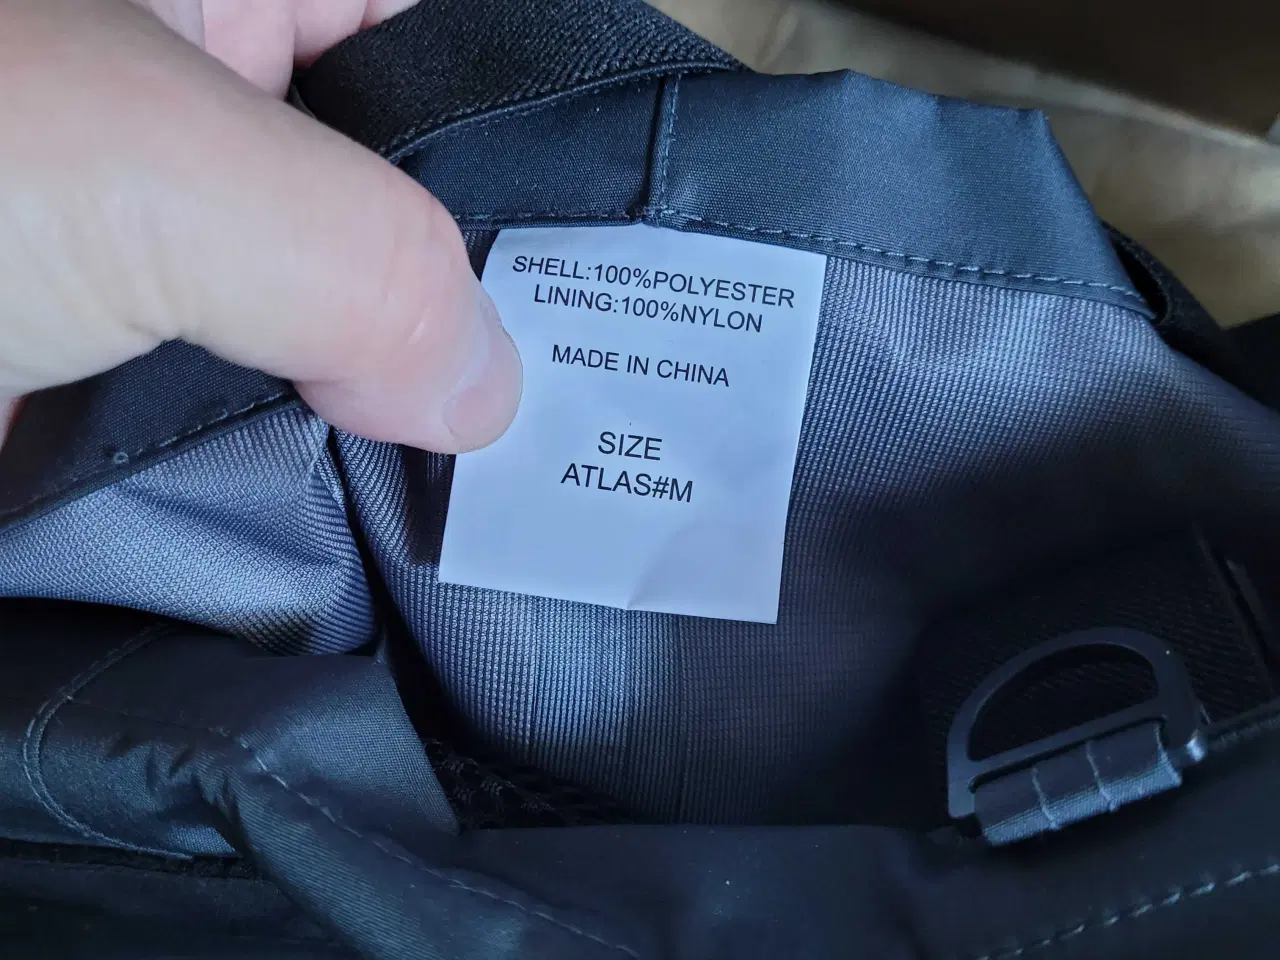 SHELL:100%POLYESTER
LINING:100%NYLON
MADE IN CHINA
SIZE
ATLAS#M